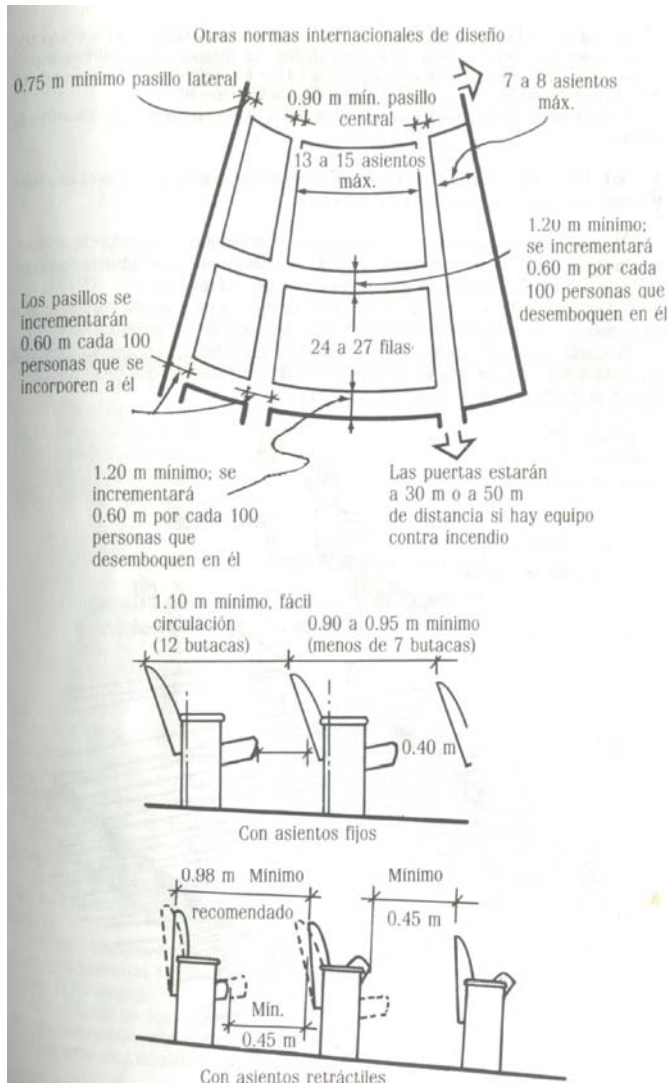 Otras normas internacionales de diseño
0.75 m mínimo pasillo lateral
0.90 m mín. pasillo
central
7 a 8 asientos
máx.
13 a 15 asientos
máx.
1.20 m mínimo;
se incrementará
0.60 m por cada
100 personas que
desemboquen en él
Los pasillos se
incrementarán
0.60 m cada 100
personas que se
incorporen a él
24 a 27 filas
1.20 m mínimo; se
incrementará
0.60 m por cada 100
personas que
desemboquen en él
Las puertas estarán
a 30 m o a 50 m
de distancia si hay equipo
contra incendio
1.10 m mínimo, fácil
circulación
(12 butacas)
0.90 a 0.95 m mínimo
(menos de 7 butacas)
0.40 m
Con asientos fijos
0.98 m Mínimo
recomendado
Mínimo
0.45 m
Mín.
0.45 m
Con asientos retráctiles